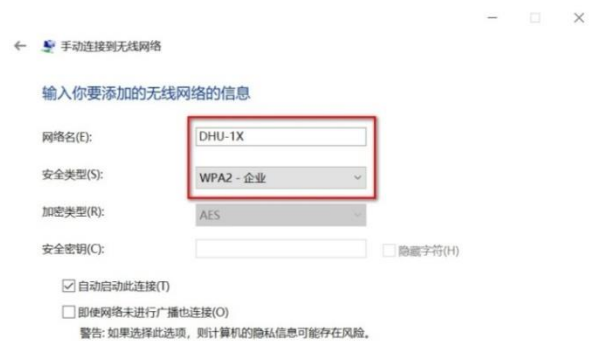 手动连接到无线网络
输入你要添加的无线网络的信息
网络名(E): DHU-1X
安全类型(S): WPA2 - 企业
加密类型(R): AES
安全密钥(C): 隐藏字符(H)
自动启动此连接(T)
即使网络未进行广播也连接(O)
警告: 如果选择此选项，则计算机的隐私信息可能存在风险。